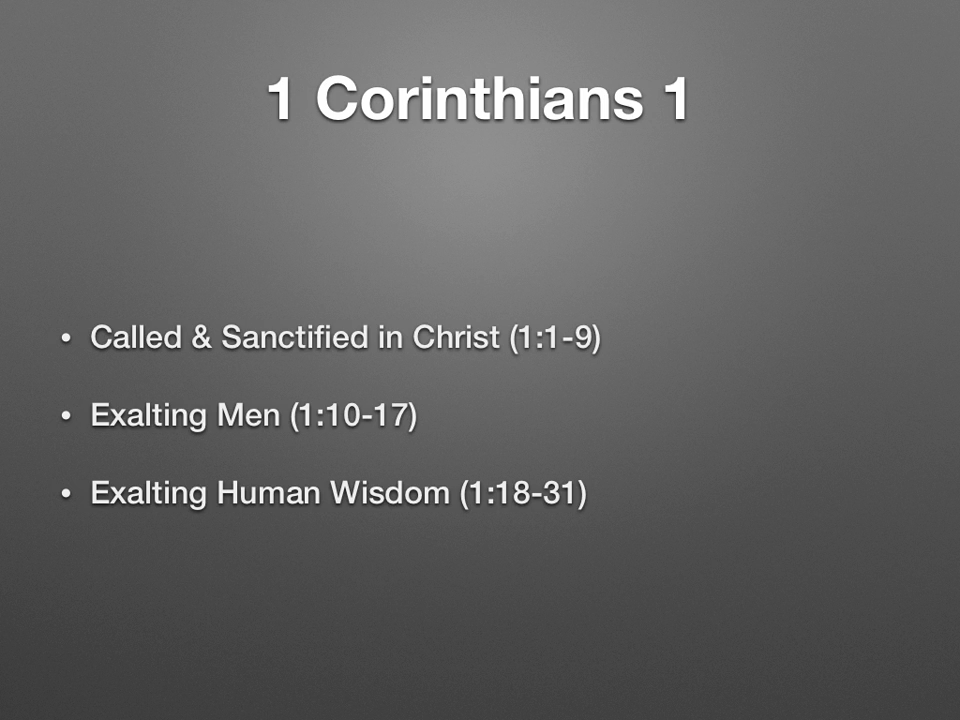 1 Corinthians 1
• Called & Sanctified in Christ (1:1-9)
• Exalting Men (1:10-17)
• Exalting Human Wisdom (1:18-31)